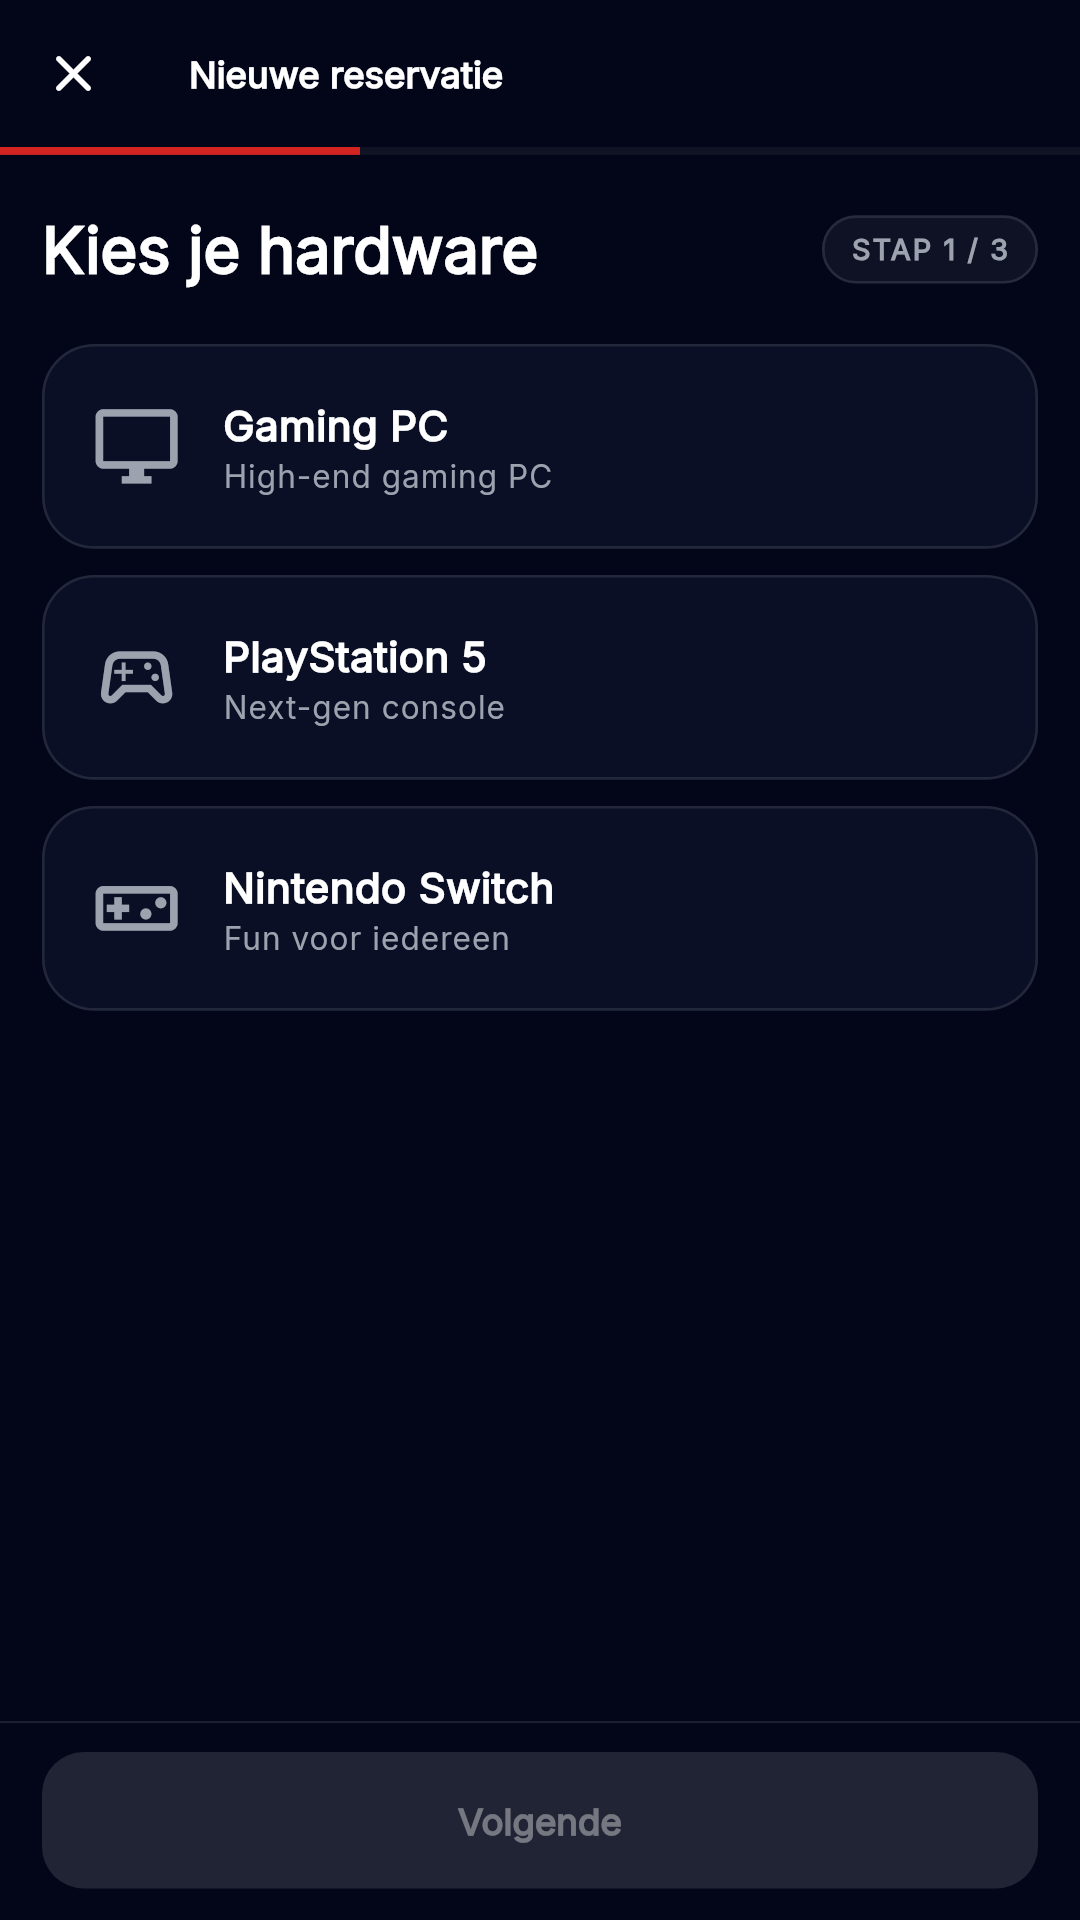 Nieuwe reservatie
Kies je hardware
STAP 1 / 3
Gaming PC
High-end gaming PC
PlayStation 5
Next-gen console
Nintendo Switch
Fun voor iedereen
Volgende